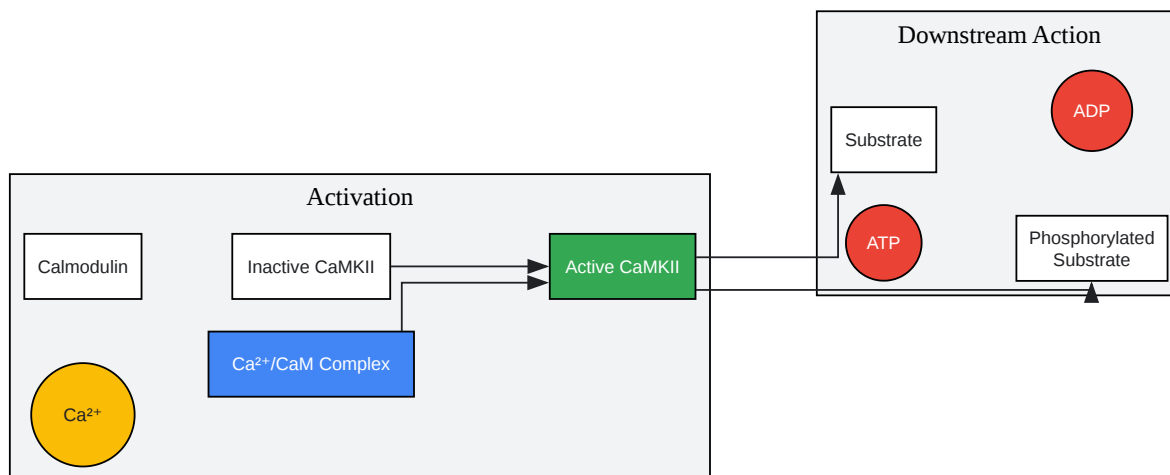 Downstream Action
ADP
Substrate
ATP
Phosphorylated
Substrate
Activation
Calmodulin
Inactive CaMKII
Active CaMKII
Ca²⁺/CaM Complex
Ca²⁺